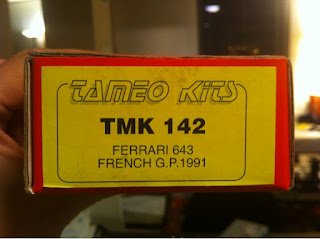 TAMEO KITS
TMK 142
FERRARI 643
FRENCH G.P.1991